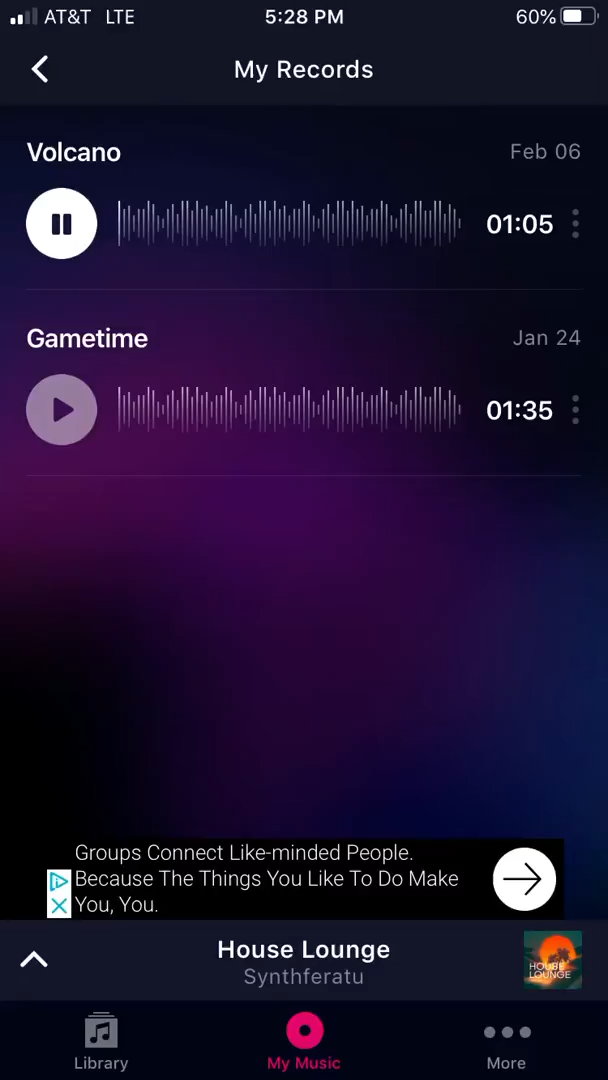 AT&T LTE 5:28 PM 60%
My Records
Volcano Feb 06
01:05
Gametime Jan 24
01:35
Groups Connect Like-minded People.
Because The Things You Like To Do Make
You, You.
House Lounge
Synthferatu
HOUSE
LOUNGE
Library My Music More